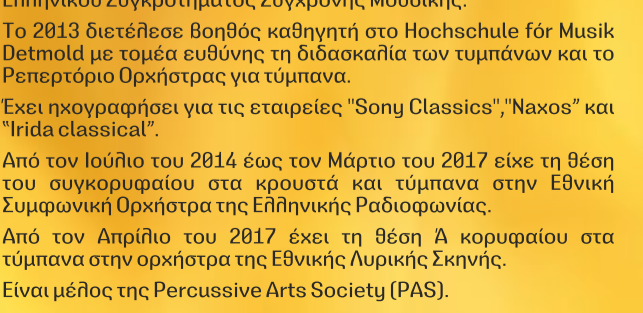 Ελληνικού Συγκροτήματος Σύγχρονης Μουσικής.
Το 2013 διετέλεσε βοηθός καθηγητή στο Hochschule fór Musik
Detmold με τομέα ευθύνης τη διδασκαλία των τυμπάνων και το
Ρεπερτόριο Ορχήστρας για τύμπανα.
Έχει ηχογραφήσει για τις εταιρείες "Sony Classics","Naxos” και
“Irida classical”.
Από τον Ιούλιο του 2014 έως τον Μάρτιο του 2017 είχε τη θέση
του συγκορυφαίου στα κρουστά και τύμπανα στην Εθνική
Συμφωνική Ορχήστρα της Ελληνικής Ραδιοφωνίας.
Από τον Απρίλιο του 2017 έχει τη θέση Ά κορυφαίου στα
τύμπανα στην ορχήστρα της Εθνικής Λυρικής Σκηνής.
Είναι μέλος της Percussive Arts Society (PAS).